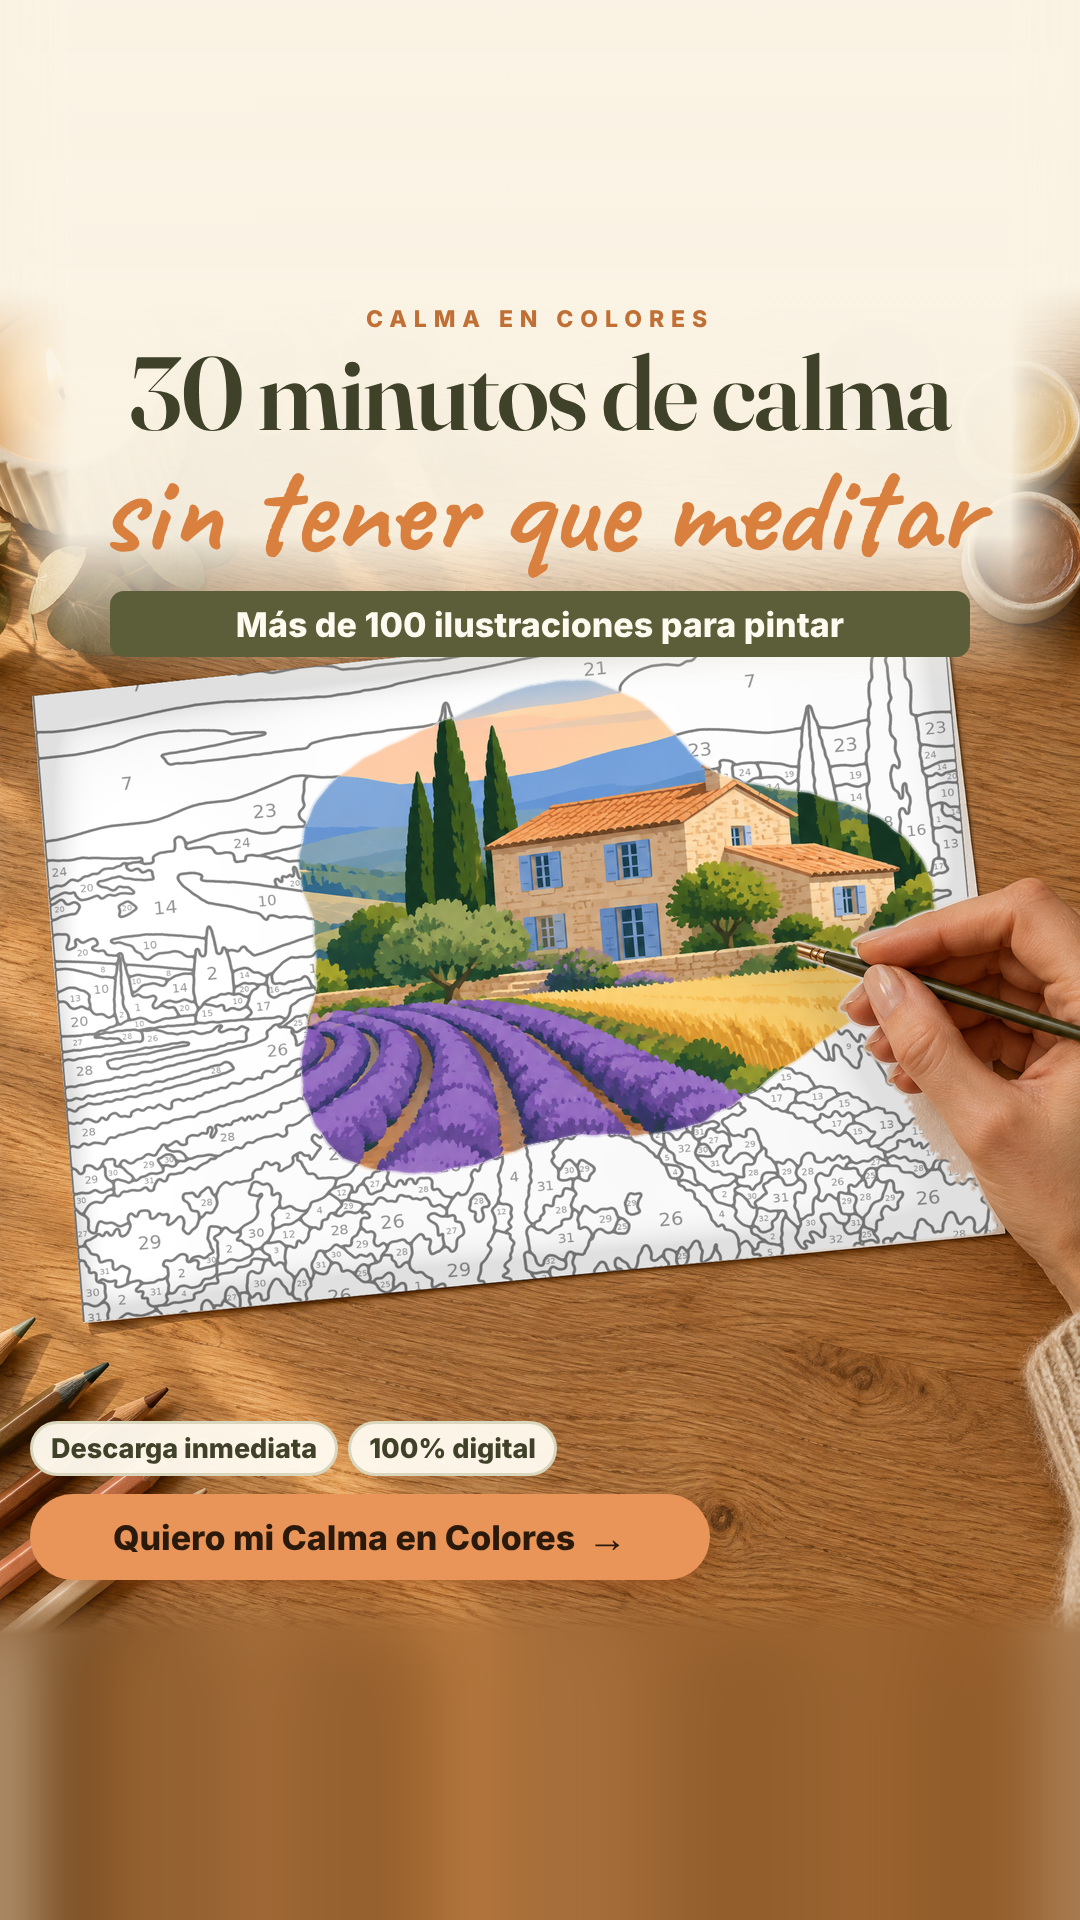 CALMA EN COLORES
30 minutos de calma
sin tener que meditar
Más de 100 ilustraciones para pintar
Descarga inmediata
100% digital
Quiero mi Calma en Colores →